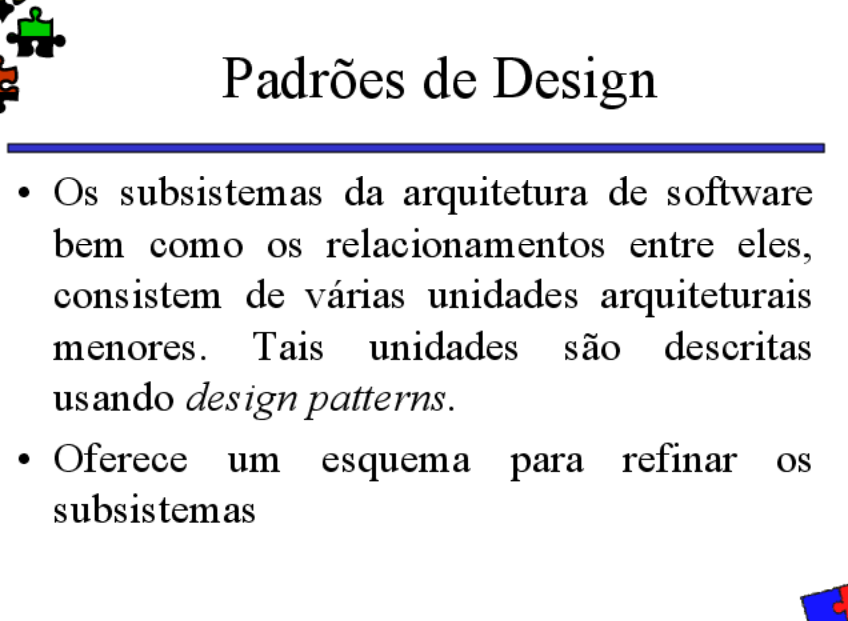 Padrões de Design
• Os subsistemas da arquitetura de software
bem como os relacionamentos entre eles,
consistem de várias unidades arquiteturais
menores. Tais unidades são descritas
usando design patterns.
• Oferece um esquema para refinar os
subsistemas